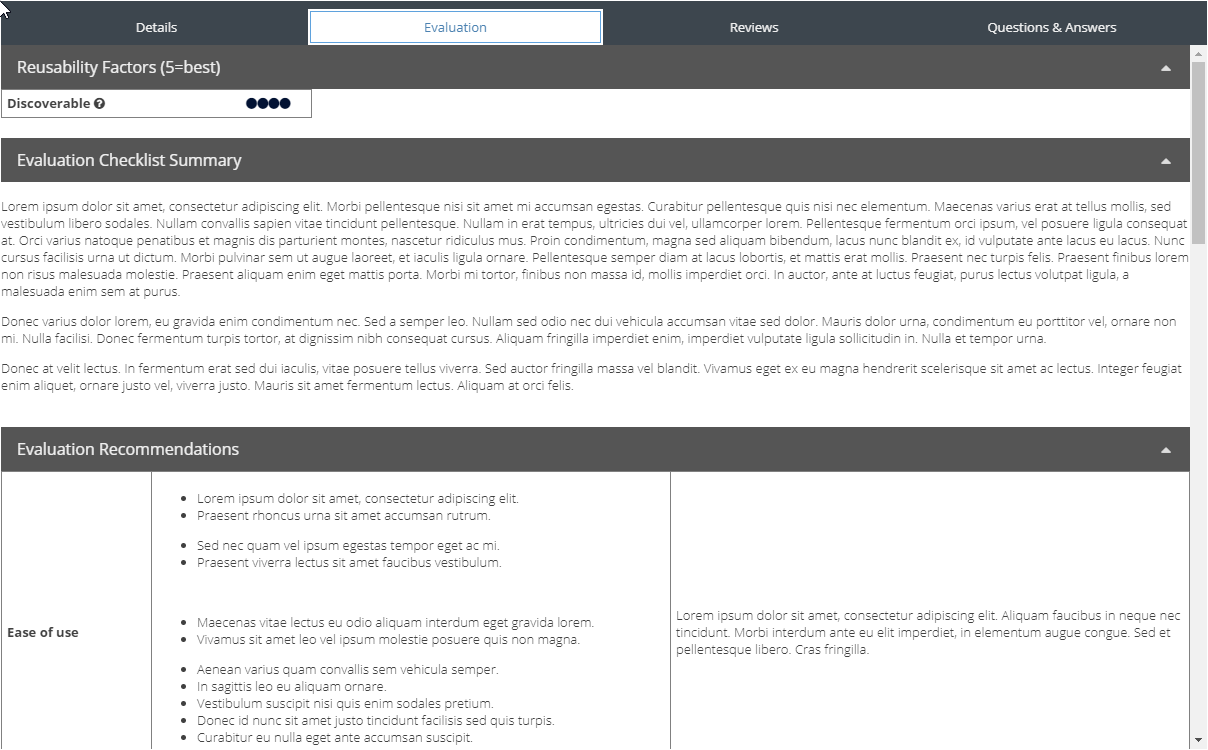 Details Evaluation Reviews Questions & Answers
Reusability Factors (5=best)
Discoverable
Evaluation Checklist Summary
Lorem ipsum dolor sit amet, consectetur adipiscing elit. Morbi pellentesque nisi sit amet mi accumsan egestas. Curabitur pellentesque quis nisi nec elementum. Maecenas varius erat at tellus mollis, sed
vestibulum libero sodales. Nullam convallis sapien vitae tincidunt pellentesque. Nullam in erat tempus, ultricies dui vel, ullamcorper lorem. Pellentesque fermentum orci ipsum, vel posuere ligula consequat
at. Orci varius natoque penatibus et magnis dis parturient montes, nascetur ridiculus mus. Proin condimentum, magna sed aliquam bibendum, lacus nunc blandit ex, id vulputate ante lacus eu lacus. Nunc
cursus facilisis urna ut dictum. Morbi pulvinar sem ut augue laoreet, et iaculis ligula ornare. Pellentesque semper diam at lacus lobortis, et mattis erat mollis. Praesent nec turpis felis. Praesent finibus lorem
non risus malesuada molestie. Praesent aliquam enim eget mattis porta. Morbi mi tortor, finibus non massa id, mollis imperdiet orci. In auctor, ante at luctus feugiat, purus lectus volutpat ligula, a
malesuada enim sem at purus.
Donec varius dolor lorem, eu gravida enim condimentum nec. Sed a semper leo. Nullam sed odio nec dui vehicula accumsan vitae sed dolor. Mauris dolor urna, condimentum eu porttitor vel, ornare non
mi. Nulla facilisi. Donec fermentum turpis tortor, at dignissim nibh consequat cursus. Aliquam fringilla imperdiet enim, imperdiet vulputate ligula sollicitudin in. Nulla et tempor urna.
Donec at velit lectus. In fermentum erat sed dui iaculis, vitae posuere tellus viverra. Sed auctor fringilla massa vel blandit. Vivamus eget ex eu magna hendrerit scelerisque sit amet ac lectus. Integer feugiat
enim aliquet, ornare justo vel, viverra justo. Mauris sit amet fermentum lectus. Aliquam at orci felis.
Evaluation Recommendations
Ease of use
Lorem ipsum dolor sit amet, consectetur adipiscing elit.
Praesent rhoncus urna sit amet accumsan rutrum.
Sed nec quam vel ipsum egestas tempor eget ac mi.
Praesent viverra lectus sit amet faucibus vestibulum.
Maecenas vitae lectus eu odio aliquam interdum eget gravida lorem.
Vivamus sit amet leo vel ipsum molestie posuere quis non magna.
Aenean varius quam convallis sem vehicula semper.
In sagittis leo eu aliquam ornare.
Vestibulum suscipit nisi quis enim sodales pretium.
Donec id nunc sit amet justo tincidunt facilisis sed quis turpis.
Curabitur eu nulla eget ante accumsan suscipit.
Lorem ipsum dolor sit amet, consectetur adipiscing elit. Aliquam faucibus in neque nec
tincidunt. Morbi interdum ante eu elit imperdiet, in elementum augue congue. Sed et
pellentesque libero. Cras fringilla.